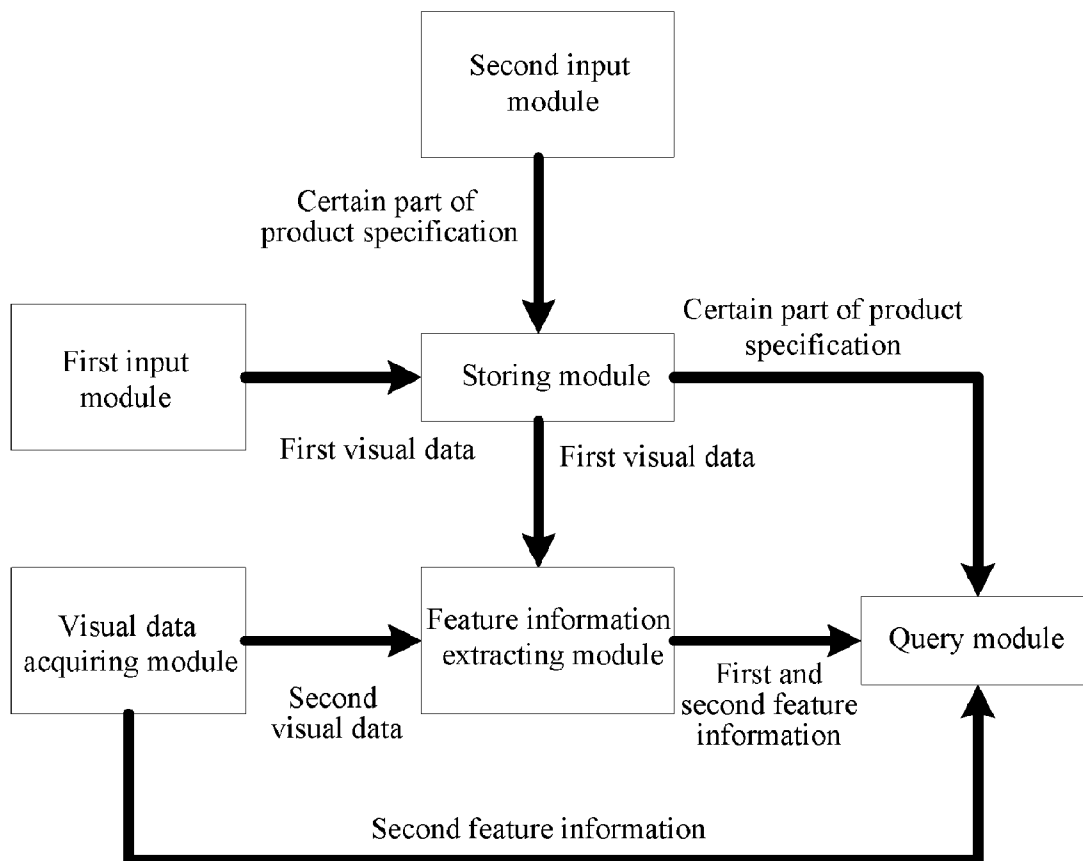 Second input
module
Certain part of
product specification
Certain part of product
specification
First input
module
Storing module
First visual data
First visual data
Visual data
acquiring module
Feature information
extracting module
Query module
Second
visual data
First and
second feature
information
Second feature information